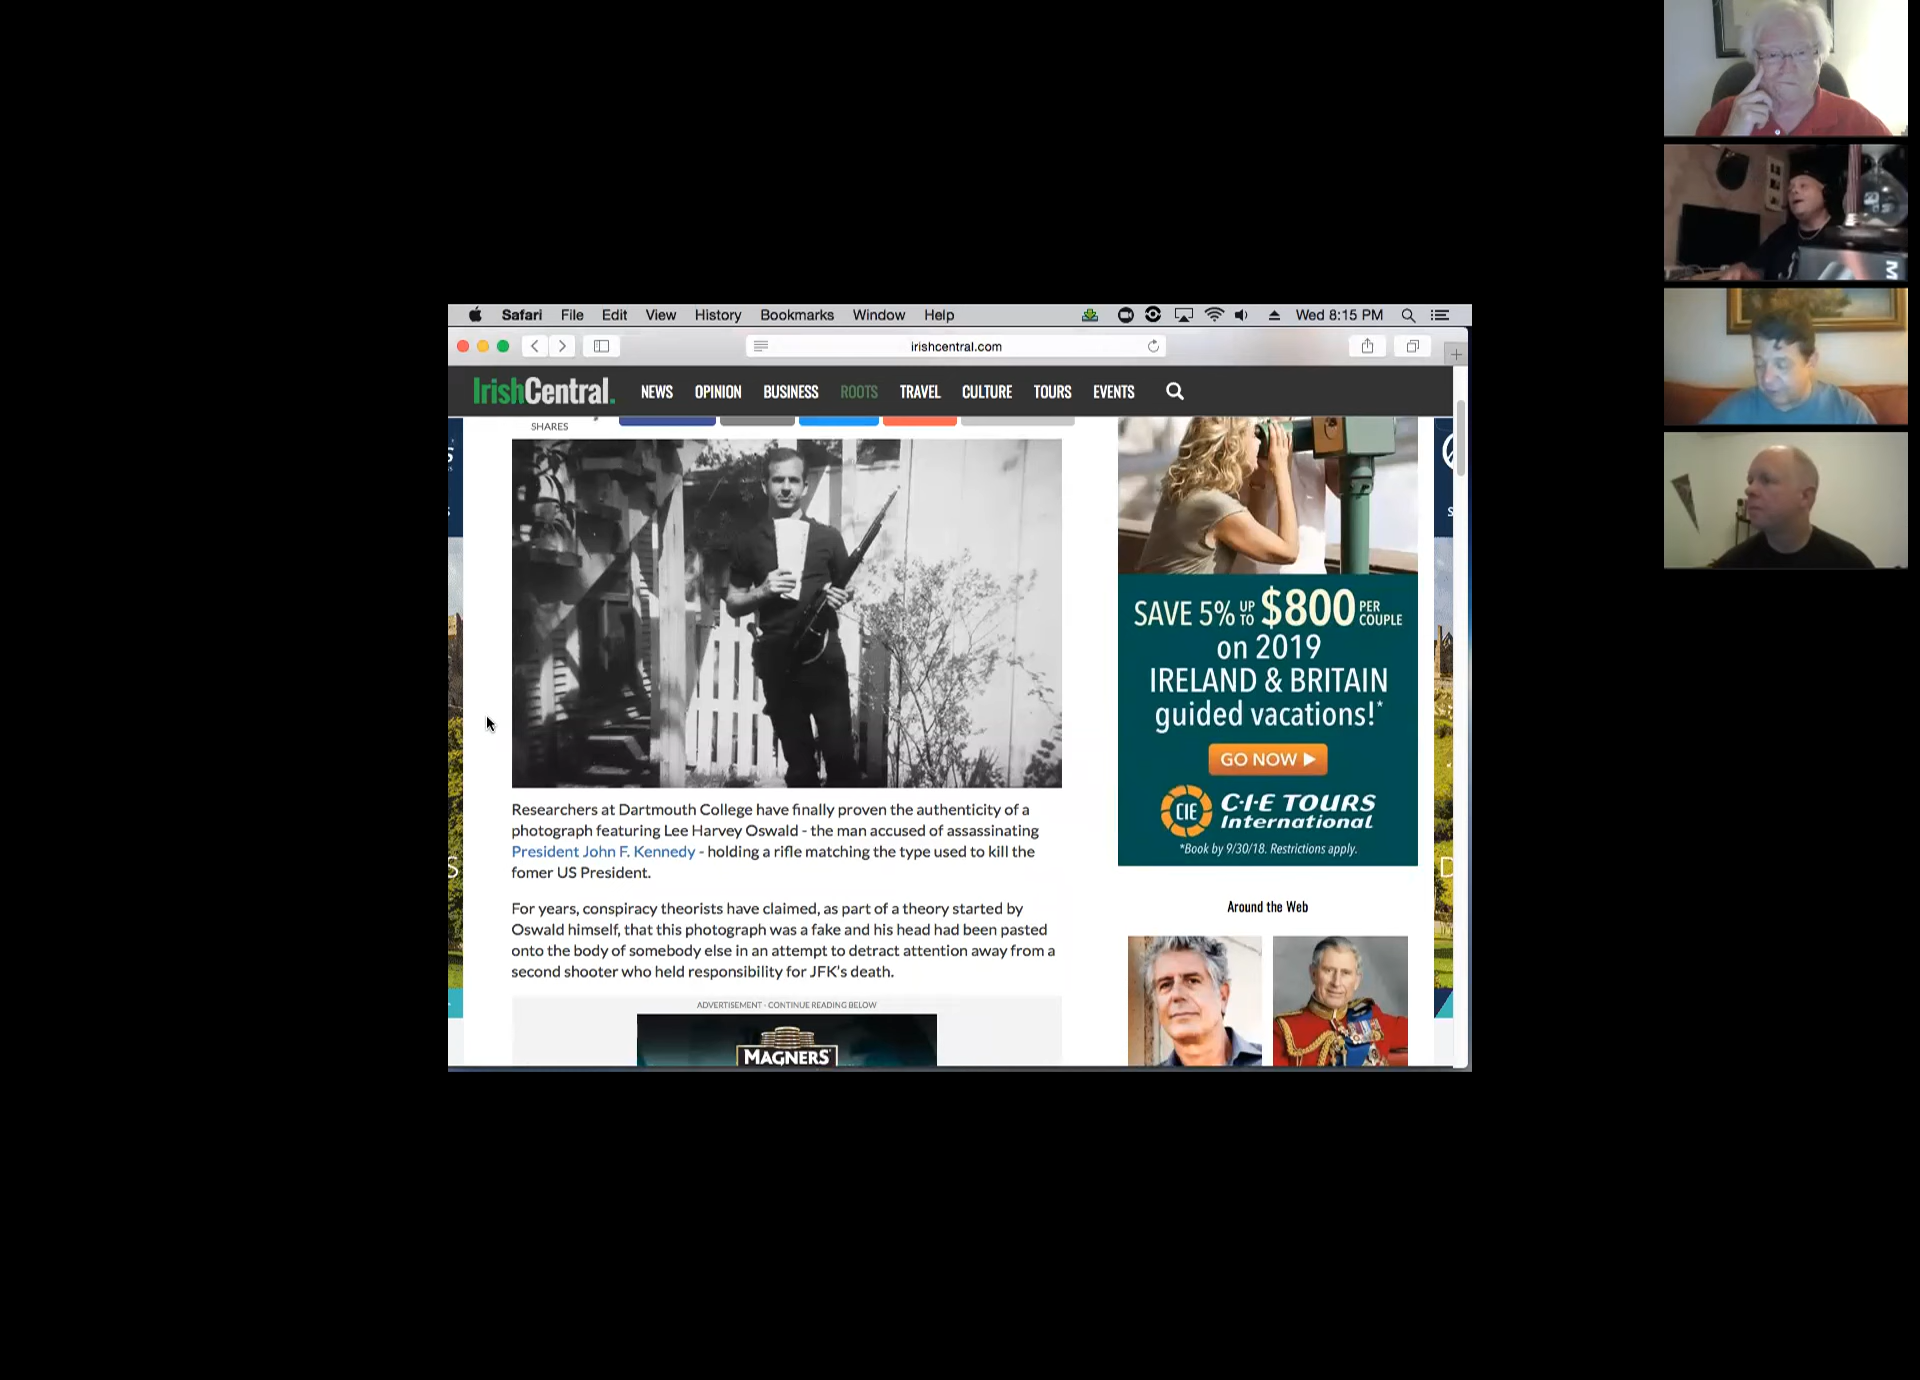 Safari File Edit View History Bookmarks Window Help Wed 8:15 PM
irishcentral.com
IrishCentral. NEWS OPINION BUSINESS ROOTS TRAVEL CULTURE TOURS EVENTS
SHARES
Researchers at Dartmouth College have finally proven the authenticity of a
photograph featuring Lee Harvey Oswald - the man accused of assassinating
President John F. Kennedy - holding a rifle matching the type used to kill the
fomer US President.
For years, conspiracy theorists have claimed, as part of a theory started by
Oswald himself, that this photograph was a fake and his head had been pasted
onto the body of somebody else in an attempt to detract attention away from a
second shooter who held responsibility for JFK's death.
ADVERTISEMENT - CONTINUE READING BELOW
MAGNERS
SAVE 5% UP TO $800 PER COUPLE
on 2019
IRELAND & BRITAIN
guided vacations!*
GO NOW
CIE
C·I·E TOURS
International
*Book by 9/30/18. Restrictions apply.
Around the Web